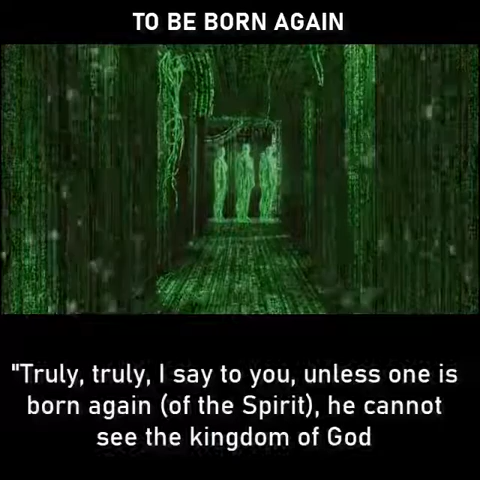 TO BE BORN AGAIN
"Truly, truly, I say to you, unless one is
born again (of the Spirit), he cannot
see the kingdom of God